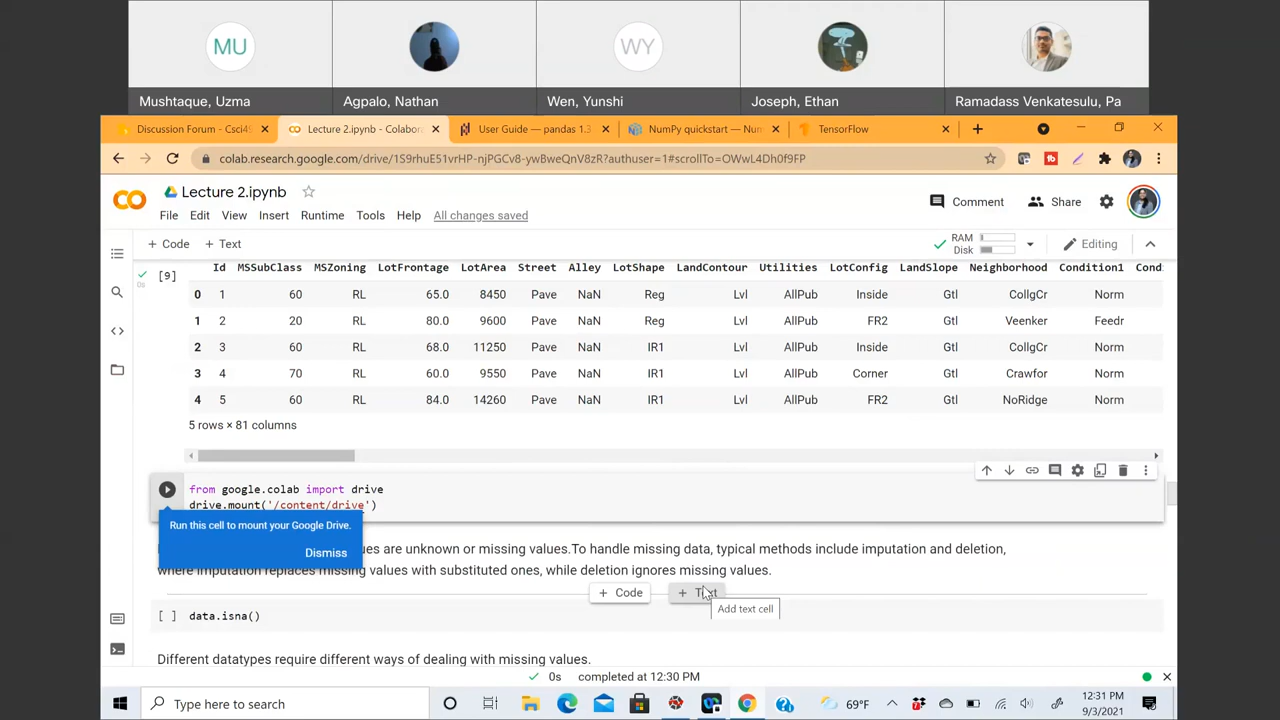 MU
WY
Mushtaque, Uzma
Agpalo, Nathan
Wen, Yunshi
Joseph, Ethan
Ramadass Venkatesulu, Pa
Discussion Forum - Csci4
Lecture 2.ipynb - Colabora
User Guide — pandas 1.3
NumPy quickstart — Num
TensorFlow
colab.research.google.com/drive/1S9rhuE51vrHP-njPGCv8-ywBweQnV8zR?authuser=1#scrollTo=OWwL4Dh0f9FP
Lecture 2.ipynb
File Edit View Insert Runtime Tools Help All changes saved
Comment Share
+ Code + Text
RAM
Disk
Editing
[9]
0s
Id MSSubClass MSZoning LotFrontage LotArea Street Alley LotShape LandContour Utilities LotConfig LandSlope Neighborhood Condition1 Conc
0 1 60 RL 65.0 8450 Pave NaN Reg Lvl AllPub Inside Gtl CollgCr Norm
1 2 20 RL 80.0 9600 Pave NaN Reg Lvl AllPub FR2 Gtl Veenker Feedr
2 3 60 RL 68.0 11250 Pave NaN IR1 Lvl AllPub Inside Gtl CollgCr Norm
3 4 70 RL 60.0 9550 Pave NaN IR1 Lvl AllPub Corner Gtl Crawfor Norm
4 5 60 RL 84.0 14260 Pave NaN IR1 Lvl AllPub FR2 Gtl NoRidge Norm
5 rows × 81 columns
from google.colab import drive
drive.mount('/content/drive')
Run this cell to mount your Google Drive.
Dismiss
are unknown or missing values.To handle missing data, typical methods include imputation and deletion,
where imputation replaces missing values with substituted ones, while deletion ignores missing values.
+ Code + Text
Add text cell
[ ] data.isna()
Different datatypes require different ways of dealing with missing values.
0s completed at 12:30 PM
Type here to search
69°F
12:31 PM
9/3/2021